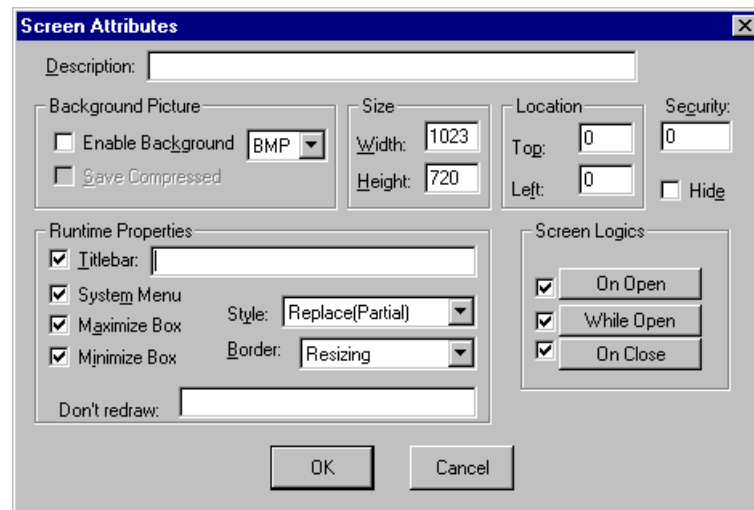 Screen Attributes
Description:
Background Picture
Enable Background BMP
Save Compressed
Size
Width: 1023
Height: 720
Location
Top: 0
Left: 0
Security:
0
Hide
Runtime Properties
Titlebar:
System Menu
Maximize Box
Minimize Box
Style: Replace(Partial)
Border: Resizing
Don't redraw:
Screen Logics
On Open
While Open
On Close
OK
Cancel